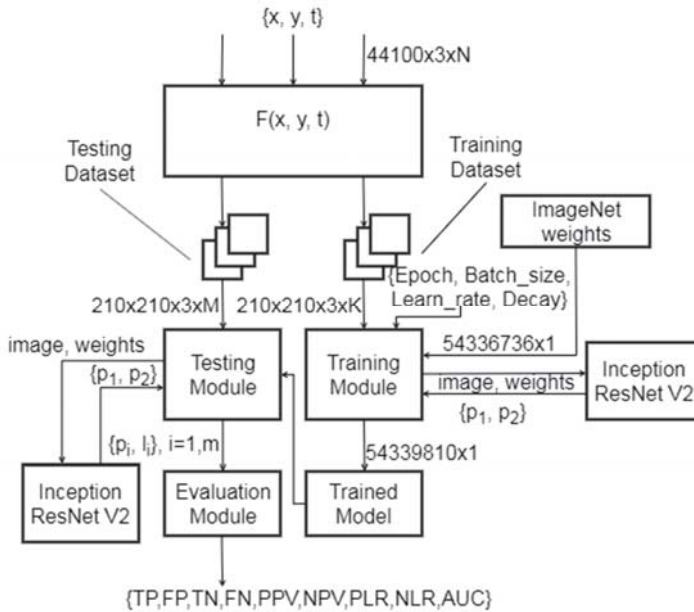 {x, y, t}
44100x3xN
F(x, y, t)
Testing
Dataset
Training
Dataset
ImageNet
weights
{Epoch, Batch_size,
Learn_rate, Decay}
210x210x3xM
210x210x3xK
54336736x1
image, weights
{p₁, p₂}
Testing
Module
Training
Module
image, weights
{p₁, p₂}
Inception
ResNet V2
{pᵢ, lᵢ}, i=1,m
54339810x1
Inception
ResNet V2
Evaluation
Module
Trained
Model
{TP,FP,TN,FN,PPV,NPV,PLR,NLR,AUC}